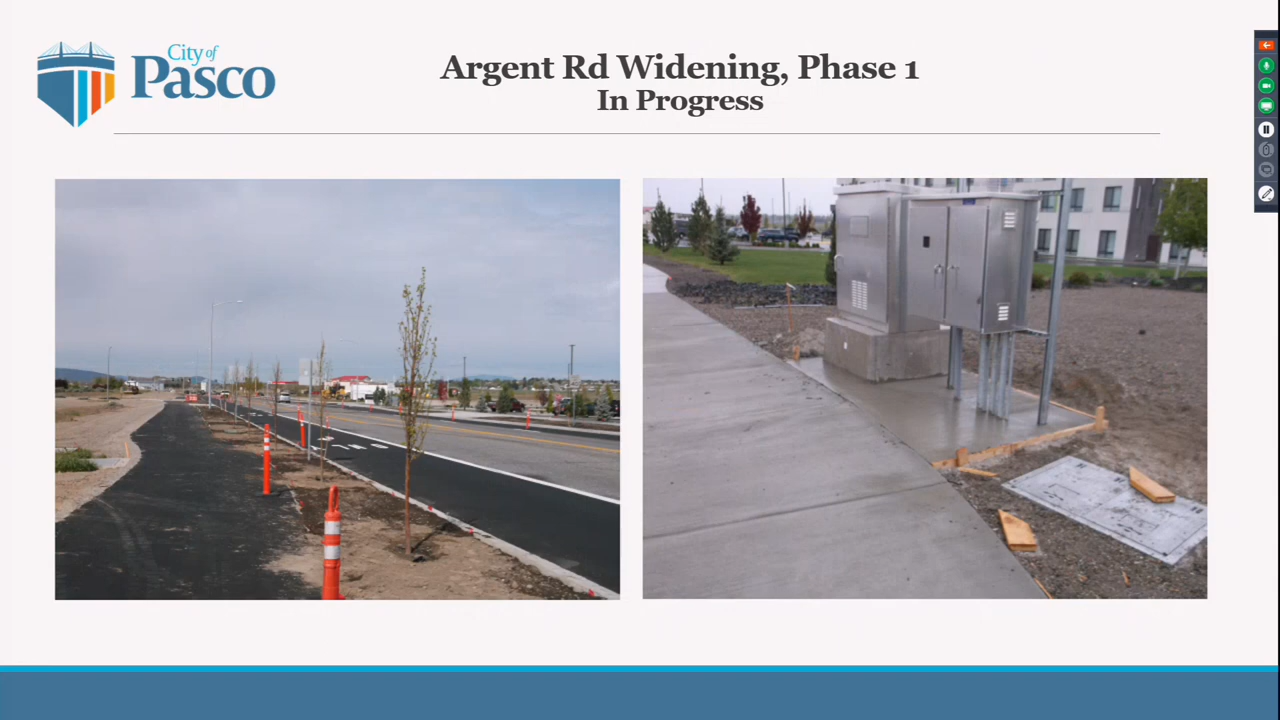 City of
Pasco
Argent Rd Widening, Phase 1
In Progress